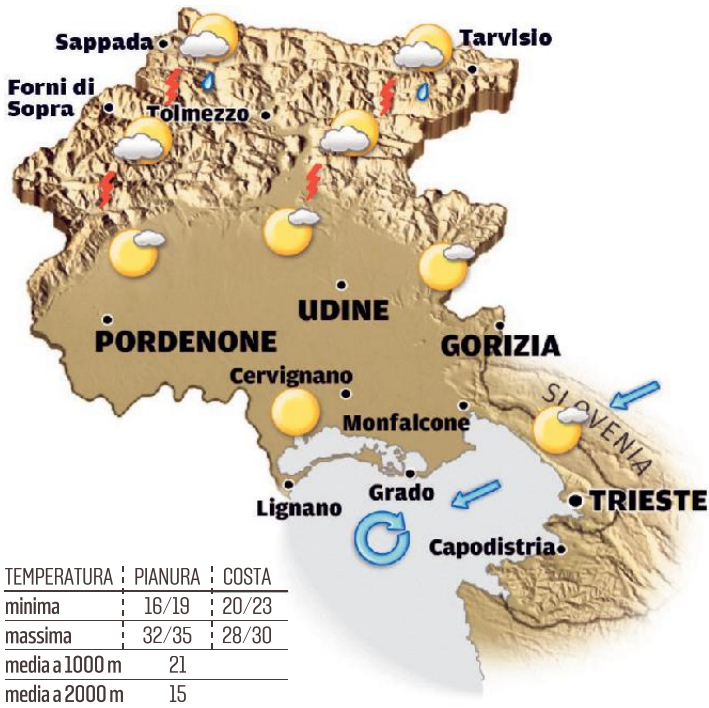 Sappada
Tarvisio
Forni di
Sopra
Tolmezzo
UDINE
PORDENONE
GORIZIA
Cervignano
SLOVENIA
Monfalcone
Lignano
Grado
TRIESTE
Capodistria
TEMPERATURA PIANURA COSTA
minima 16/19 20/23
massima 32/35 28/30
media a 1000 m 21
media a 2000 m 15